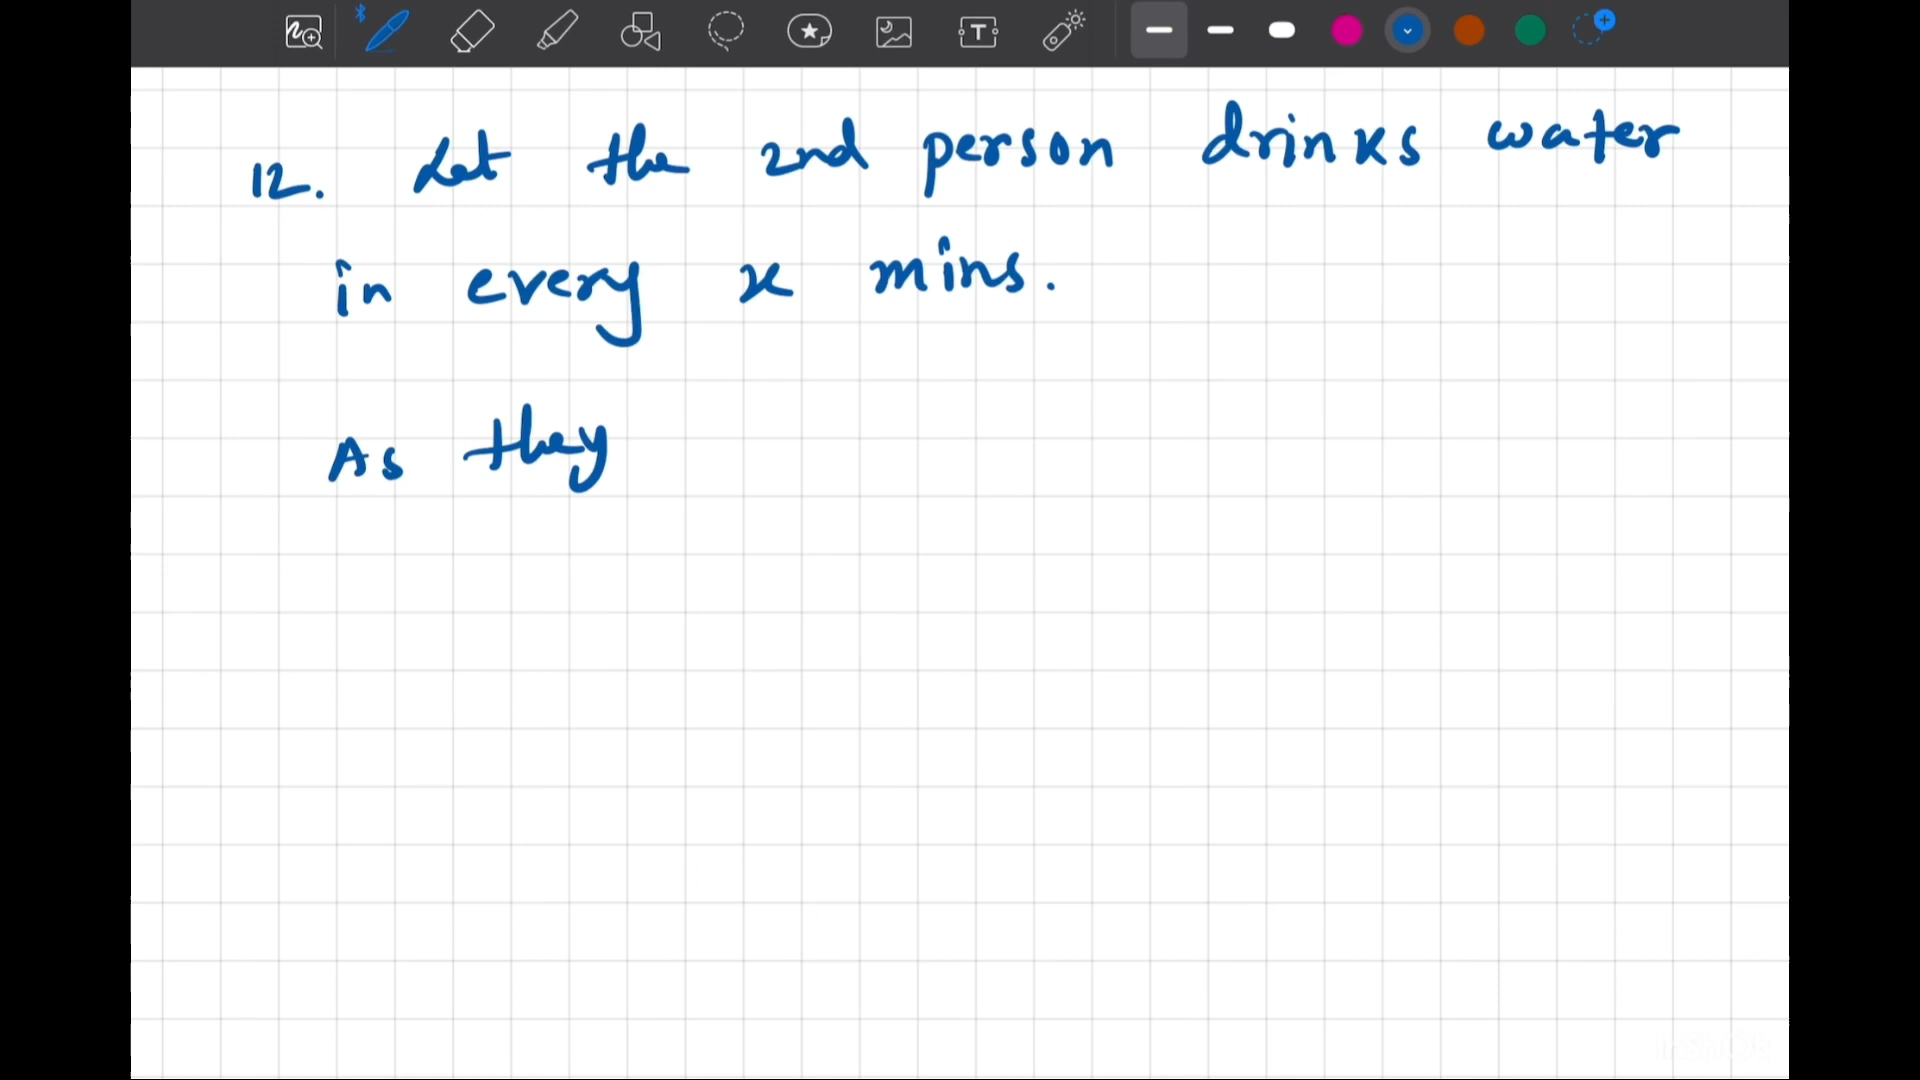 12. Let the 2nd person drinks water
in every x mins.
As they